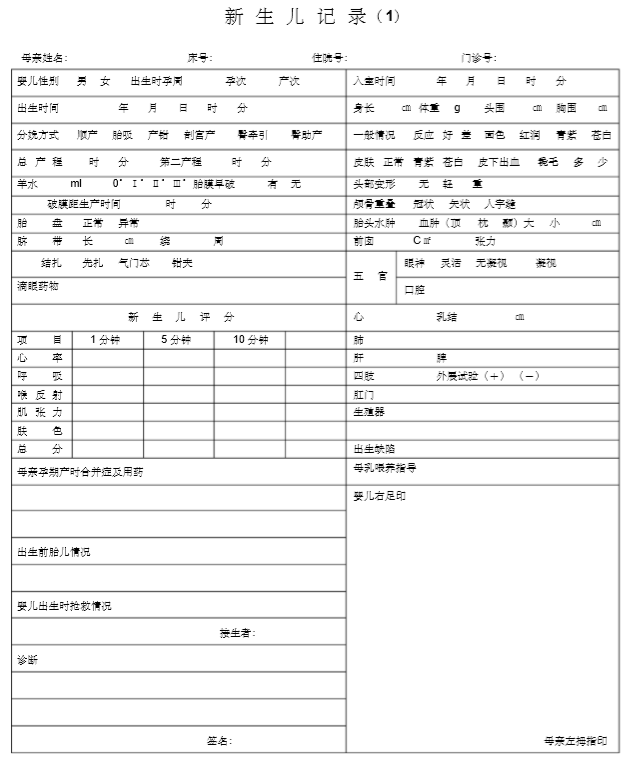 新生儿记录（1）
母亲姓名： 床号： 住院号： 门诊号：
婴儿性别 男 女 出生时孕周 孕次 产次
出生时间 年 月 日 时 分
分娩方式 顺产 胎吸 产钳 剖宫产 臀牵引 臀助产
总产程 时 分 第二产程 时 分
羊水 ml 0°Ⅰ°Ⅱ°Ⅲ°胎膜早破 有 无
破膜距生产时间 时 分
胎盘 正常 异常
脐带 长 ㎝ 绕 周
结扎 先扎 气门芯 钳夹
滴眼药物
新生儿评分
项目 1分钟 5分钟 10分钟
心率
呼吸
喉反射
肌张力
肤色
总分
母亲孕期产时合并症及用药
出生前胎儿情况
婴儿出生时抢救情况
接生者：
诊断
签名：
入室时间 年 月 日 时 分
身长 ㎝ 体重 g 头围 ㎝ 胸围 ㎝
一般情况 反应 好 差 面色 红润 青紫 苍白
皮肤 正常 青紫 苍白 皮下出血 毳毛 多 少
头部变形 无 轻 重
颅骨重叠 冠状 矢状 人字缝
胎头水肿 血肿（顶 枕 颞）大 小 ㎝
前囟 C㎡ 张力
五官 眼神 灵活 无凝视 凝视
口腔
心 乳结 ㎝
肺
肝 脾
四肢 外展试验（＋）（－）
肛门
生殖器
出生缺陷
母乳喂养指导
婴儿右足印
母亲左拇指印